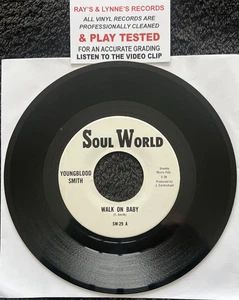 RAY'S & LYNNE'S RECORDS
ALL VINYL RECORDS ARE
PROFESSIONALLY CLEANED
& PLAY TESTED
FOR AN ACCURATE GRADING
LISTEN TO THE VIDEO CLIP
SOUL WORLD
YOUNGBLOOD
SMITH
WALK ON BABY
SW-29 A